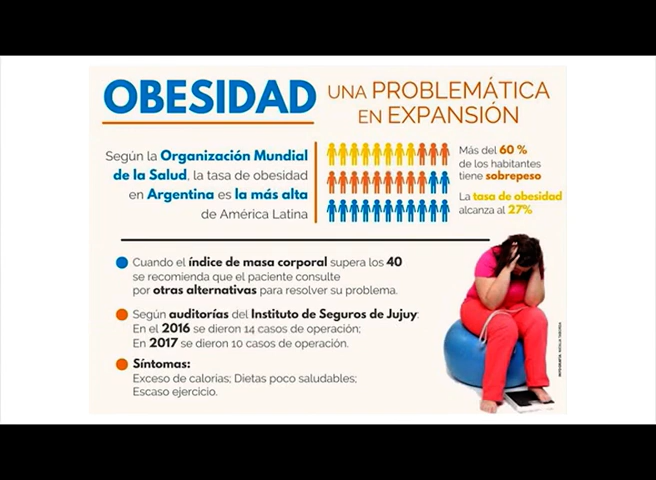 OBESIDAD UNA PROBLEMÁTICA
EN EXPANSIÓN
Según la Organización Mundial
de la Salud, la tasa de obesidad
en Argentina es la más alta
de América Latina
Más del 60 %
de los habitantes
tiene sobrepeso
La tasa de obesidad
alcanza al 27%
Cuando el índice de masa corporal supera los 40
se recomienda que el paciente consulte
por otras alternativas para resolver su problema.
Según auditorías del Instituto de Seguros de Jujuy:
En el 2016 se dieron 14 casos de operación;
En 2017 se dieron 10 casos de operación.
Síntomas:
Exceso de calorías; Dietas poco saludables;
Escaso ejercicio.